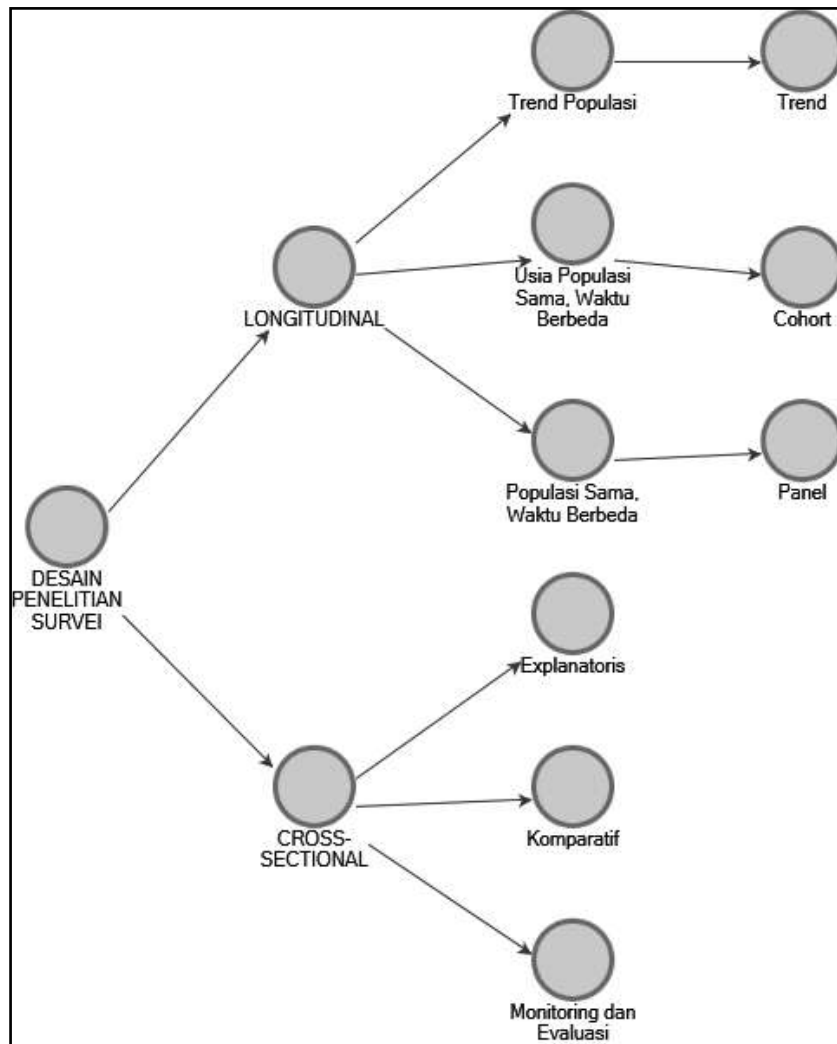 Trend Populasi
Trend
Usia Populasi
Sama, Waktu
Berbeda
Cohort
LONGITUDINAL
Populasi Sama,
Waktu Berbeda
Panel
DESAIN
PENELITIAN
SURVEI
Explanatoris
CROSS-
SECTIONAL
Komparatif
Monitoring dan
Evaluasi